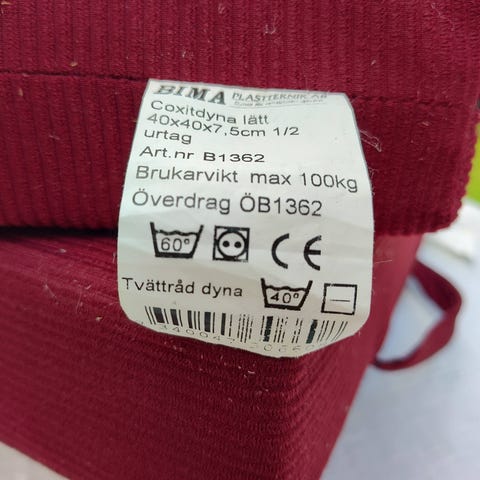 BIMA PLASTTEKNIK AB
Coxitdyna lätt
40x40x7,5cm 1/2
urtag
Art.nr B1362
Brukarvikt max 100kg
Överdrag ÖB1362
60° CE
Tvättråd dyna 40°